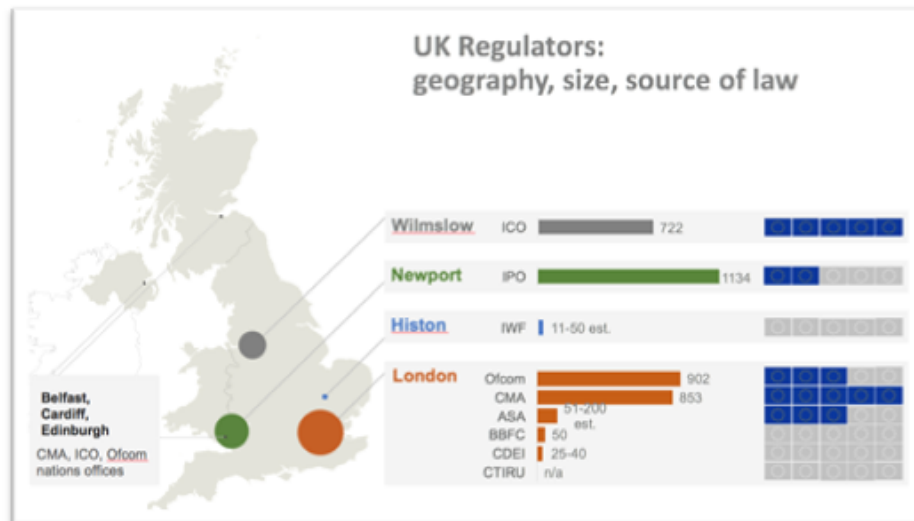 UK Regulators:
geography, size, source of law
Wilmslow ICO 722
Newport IPO 1134
Histon IWF 11-50 est.
London Ofcom 902
CMA 853
ASA 51-200
est.
BBFC 50
CDEI 25-40
CTIRU n/a
Belfast,
Cardiff,
Edinburgh
CMA, ICO, Ofcom
nations offices